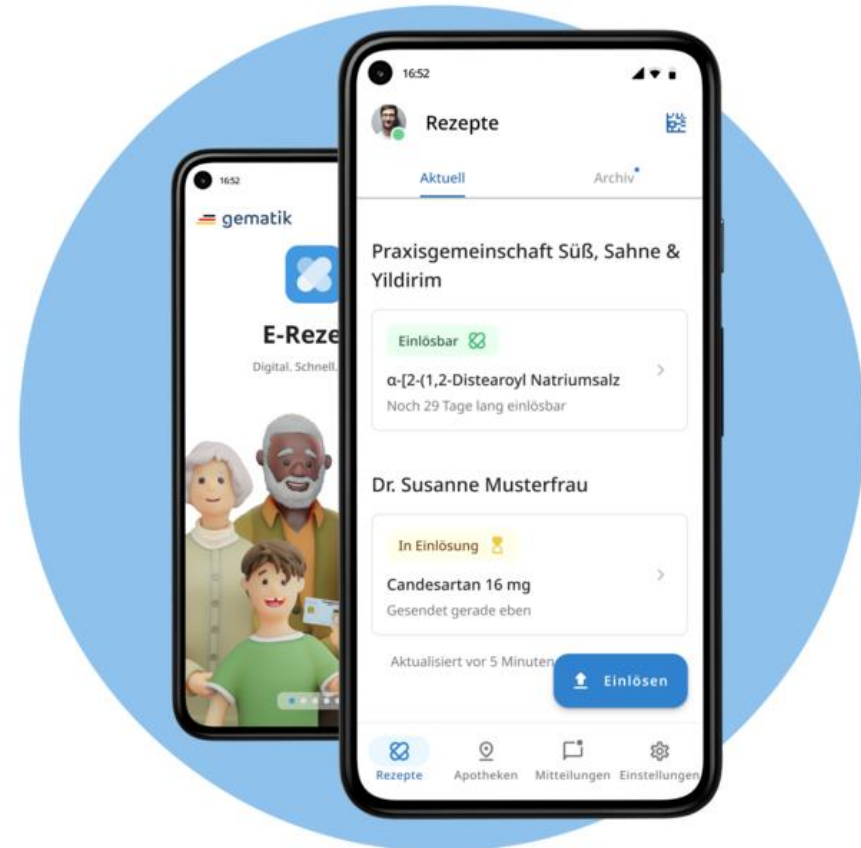 16:52
gematik
E-Reze
Digital. Schnell.
16:52
Rezepte
Aktuell
Archiv
Praxisgemeinschaft Süß, Sahne &
Yildirim
Einlösbar
α-[2-(1,2-Distearoyl Natriumsalz
Noch 29 Tage lang einlösbar
Dr. Susanne Musterfrau
In Einlösung
Candesartan 16 mg
Gesendet gerade eben
Aktualisiert vor 5 Minuten
Einlösen
Rezepte
Apotheken
Mitteilungen
Einstellungen